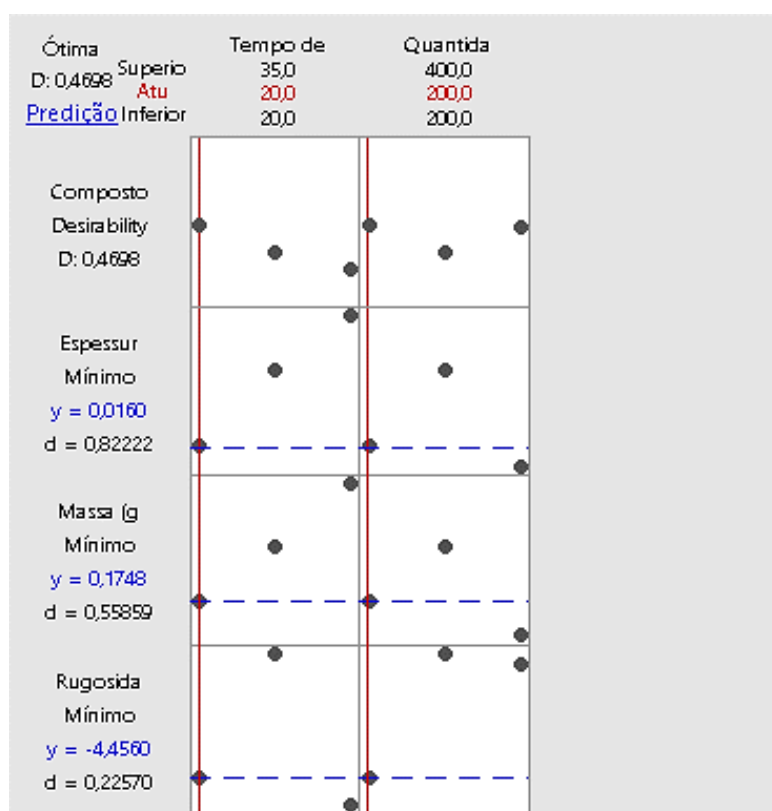 Ótima
D: 0,4698
Predição
Superio
Atu
Inferior
Tempo de
35,0
20,0
20,0
Quantida
400,0
200,0
200,0
Composto
Desirability
D: 0,4698
Espessur
Mínimo
y = 0,0160
d = 0,82222
Massa (g
Mínimo
y = 0,1748
d = 0,55859
Rugosida
Mínimo
y = -4,4560
d = 0,22570